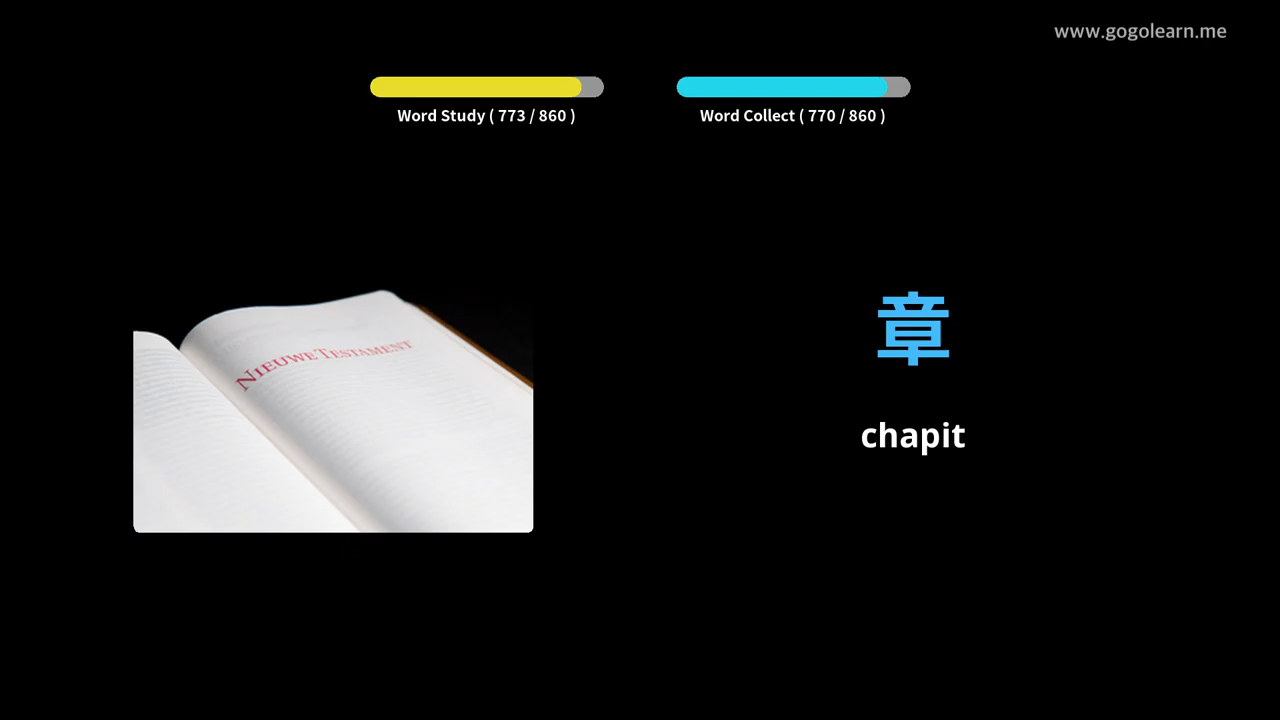 www.gogolearn.me
Word Study ( 773 / 860 )
Word Collect ( 770 / 860 )
NIEUWE TESTAMENT
章
chapit